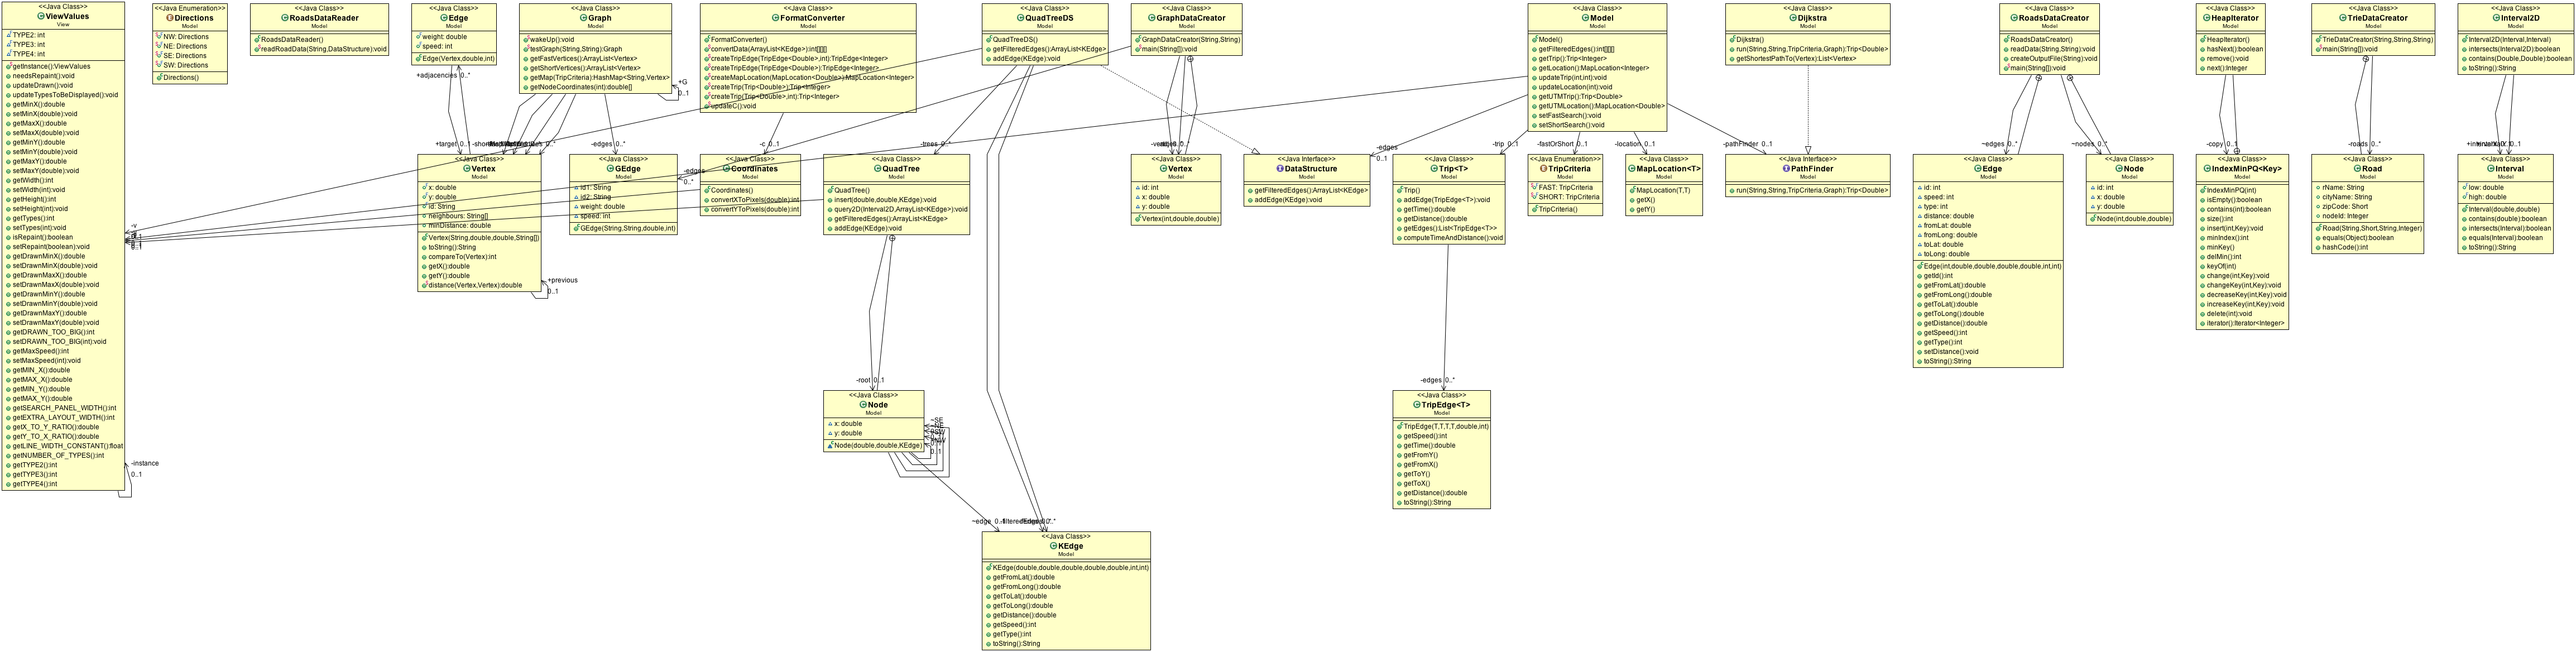 <<Java Class>>
ViewValues
View
TYPE2: int
TYPE3: int
TYPE4: int
getInstance():ViewValues
needsRepaint():void
updateDrawn():void
updateTypesToBeDisplayed():void
getMinX():double
setMinX(double):void
getMaxX():double
setMaxX(double):void
getMinY():double
setMinY(double):void
getMaxY():double
setMaxY(double):void
getWidth():int
setWidth(int):void
getHeight():int
setHeight(int):void
getTypes():int
setTypes(int):void
isRepaint():boolean
setRepaint(boolean):void
getDrawnMinX():double
setDrawnMinX(double):void
getDrawnMaxX():double
setDrawnMaxX(double):void
getDrawnMinY():double
setDrawnMinY(double):void
getDrawnMaxY():double
setDrawnMaxY(double):void
getDRAWN_TOO_BIG():int
setDRAWN_TOO_BIG(int):void
getMaxSpeed():int
setMaxSpeed(int):void
getMIN_X():double
getMAX_X():double
getMIN_Y():double
getMAX_Y():double
getSEARCH_PANEL_WIDTH():int
getEXTRA_LAYOUT_WIDTH():int
getX_TO_Y_RATIO():double
getY_TO_X_RATIO():double
getLINE_WIDTH_CONSTANT():float
getNUMBER_OF_TYPES():int
getTYPE2():int
getTYPE3():int
getTYPE4():int
-instance
0..1
-v
0..1
<<Java Enumeration>>
Directions
Model
NW: Directions
NE: Directions
SE: Directions
SW: Directions
Directions()
<<Java Class>>
RoadsDataReader
Model
RoadsDataReader()
readRoadData(String,DataStructure):void
<<Java Class>>
Edge
Model
weight: double
speed: int
Edge(Vertex,double,int)
+adjacencies 0..*
<<Java Class>>
Graph
Model
wakeUp():void
testGraph(String,String):Graph
getFastVertices():ArrayList<Vertex>
getShortVertices():ArrayList<Vertex>
getMap(TripCriteria):HashMap<String,Vertex>
getNodeCoordinates(int):double[]
+G
0..1
+target 0..1
-edges 0..*
<<Java Class>>
Vertex
Model
x: double
y: double
id: String
neighbours: String[]
minDistance: double
Vertex(String,double,double,String[])
toString():String
compareTo(Vertex):int
getX():double
getY():double
distance(Vertex,Vertex):double
+previous
0..1
<<Java Class>>
GEdge
Model
id1: String
id2: String
weight: double
speed: int
GEdge(String,String,double,int)
-edges
0..*
<<Java Class>>
FormatConverter
Model
FormatConverter()
convertData(ArrayList<KEdge>):int[][][]
createTripEdge(TripEdge<Double>,int):TripEdge<Integer>
createTripEdge(TripEdge<Double>):TripEdge<Integer>
createMapLocation(MapLocation<Double>):MapLocation<Integer>
createTrip(Trip<Double>):Trip<Integer>
createTrip(Trip<Double>,int):Trip<Integer>
updateC():void
-c 0..1
<<Java Class>>
Coordinates
Model
Coordinates()
convertXToPixels(double):int
convertYToPixels(double):int
<<Java Class>>
QuadTreeDS
Model
QuadTreeDS()
getFilteredEdges():ArrayList<KEdge>
addEdge(KEdge):void
-trees 0..*
<<Java Class>>
QuadTree
Model
QuadTree()
insert(double,double,KEdge):void
query2D(Interval2D,ArrayList<KEdge>):void
getFilteredEdges():ArrayList<KEdge>
addEdge(KEdge):void
-root 0..1
<<Java Class>>
Node
Model
x: double
y: double
Node(double,double,KEdge)
~SE
0..1
~edge
<<Java Class>>
KEdge
Model
KEdge(double,double,double,double,double,int,int)
getFromLat():double
getFromLong():double
getToLat():double
getToLong():double
getDistance():double
getSpeed():int
getType():int
toString():String
<<Java Class>>
GraphDataCreator
Model
GraphDataCreator(String,String)
main(String[]):void
<<Java Class>>
Vertex
Model
id: int
x: double
y: double
Vertex(int,double,double)
<<Java Interface>>
DataStructure
Model
getFilteredEdges():ArrayList<KEdge>
addEdge(KEdge):void
-edges
0..1
<<Java Class>>
Model
Model
Model()
getFilteredEdges():int[][][]
getTrip():Trip<Integer>
getLocation():MapLocation<Integer>
updateTrip(int,int):void
updateLocation(int):void
getUTMTrip():Trip<Double>
getUTMLocation():MapLocation<Double>
setFastSearch():void
setShortSearch():void
-trip 0..1
-fastOrShort 0..1
-location 0..1
-pathFinder 0..1
<<Java Class>>
Trip<T>
Model
Trip()
addEdge(TripEdge<T>):void
getTime():double
getDistance():double
getEdges():List<TripEdge<T>>
computeTimeAndDistance():void
-edges 0..*
<<Java Class>>
TripEdge<T>
Model
TripEdge(T,T,T,T,double,int)
getSpeed():int
getTime():double
getFromY()
getFromX()
getToY()
getToX()
getDistance():double
toString():String
<<Java Enumeration>>
TripCriteria
Model
FAST: TripCriteria
SHORT: TripCriteria
TripCriteria()
<<Java Class>>
MapLocation<T>
Model
MapLocation(T,T)
getX()
getY()
<<Java Class>>
Dijkstra
Model
Dijkstra()
run(String,String,TripCriteria,Graph):Trip<Double>
getShortestPathTo(Vertex):List<Vertex>
<<Java Interface>>
PathFinder
Model
run(String,String,TripCriteria,Graph):Trip<Double>
<<Java Class>>
RoadsDataCreator
Model
RoadsDataCreator()
readData(String,String):void
createOutputFile(String):void
main(String[]):void
~edges 0..*
~nodes 0..*
<<Java Class>>
Edge
Model
id: int
speed: int
type: int
distance: double
fromLat: double
fromLong: double
toLat: double
toLong: double
Edge(int,double,double,double,double,int,int)
getId():int
getFromLat():double
getFromLong():double
getToLat():double
getToLong():double
getDistance():double
getSpeed():int
getType():int
setDistance():void
toString():String
<<Java Class>>
Node
Model
id: int
x: double
y: double
Node(int,double,double)
<<Java Class>>
HeapIterator
Model
HeapIterator()
hasNext():boolean
remove():void
next():Integer
-copy 0..1
<<Java Class>>
IndexMinPQ<Key>
Model
IndexMinPQ(int)
isEmpty():boolean
contains(int):boolean
size():int
insert(int,Key):void
minIndex():int
minKey()
delMin():int
keyOf(int)
change(int,Key):void
changeKey(int,Key):void
decreaseKey(int,Key):void
increaseKey(int,Key):void
delete(int):void
iterator():Iterator<Integer>
<<Java Class>>
TrieDataCreator
Model
TrieDataCreator(String,String,String)
main(String[]):void
-roads 0..*
<<Java Class>>
Road
Model
rName: String
cityName: String
zipCode: Short
nodeId: Integer
Road(String,Short,String,Integer)
equals(Object):boolean
hashCode():int
<<Java Class>>
Interval2D
Model
Interval2D(Interval,Interval)
intersects(Interval2D):boolean
contains(Double,Double):boolean
toString():String
<<Java Class>>
Interval
Model
low: double
high: double
Interval(double,double)
contains(double):boolean
intersects(Interval):boolean
equals(Interval):boolean
toString():String